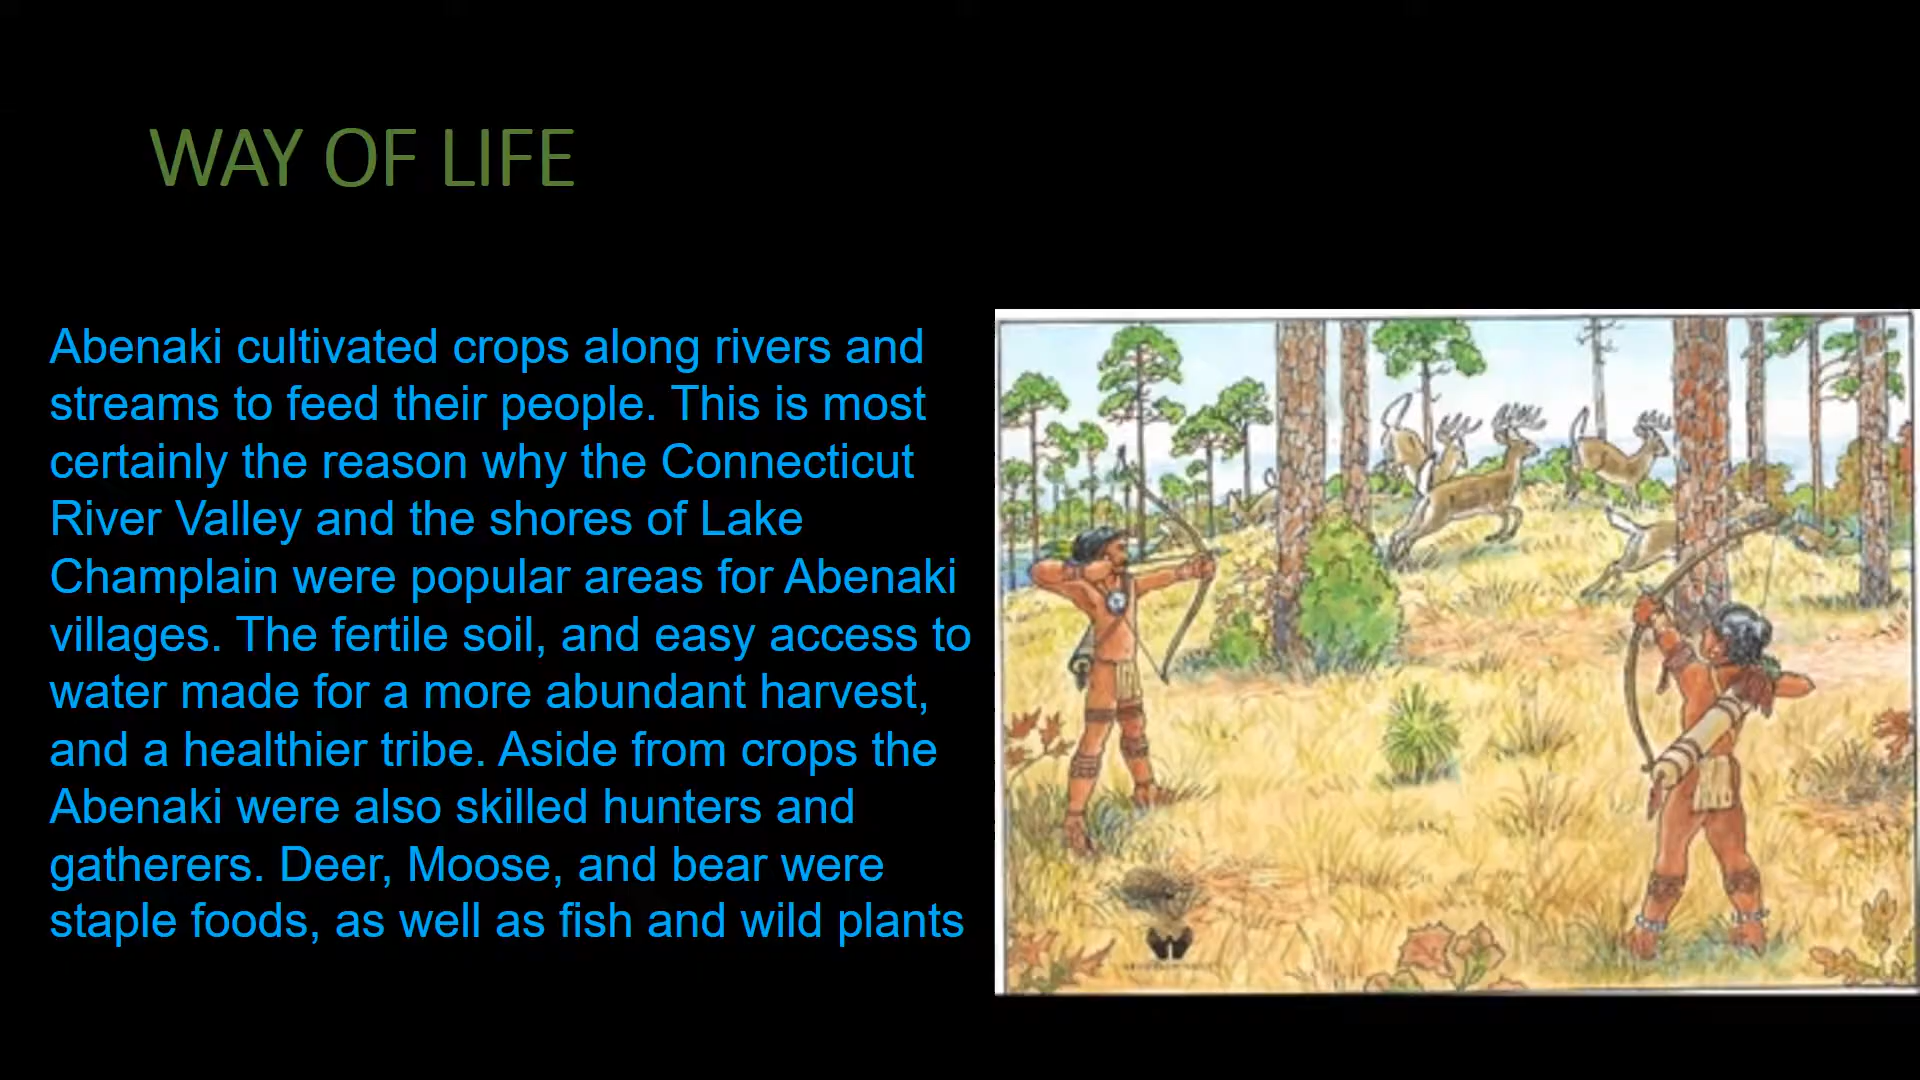 WAY OF LIFE
Abenaki cultivated crops along rivers and
streams to feed their people. This is most
certainly the reason why the Connecticut
River Valley and the shores of Lake
Champlain were popular areas for Abenaki
villages. The fertile soil, and easy access to
water made for a more abundant harvest,
and a healthier tribe. Aside from crops the
Abenaki were also skilled hunters and
gatherers. Deer, Moose, and bear were
staple foods, as well as fish and wild plants